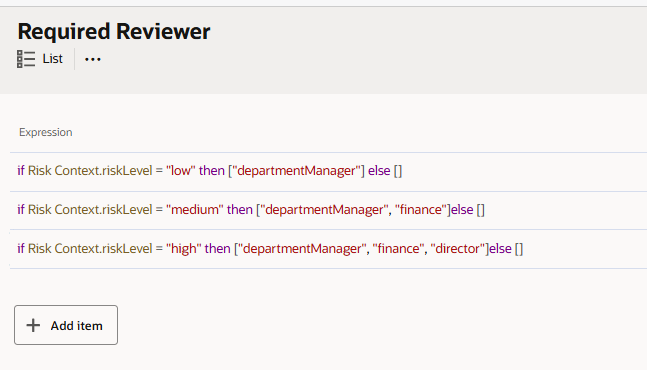 Required Reviewer
List ...
Expression
if Risk Context.riskLevel = "low" then ["departmentManager"] else []
if Risk Context.riskLevel = "medium" then ["departmentManager", "finance"]else []
if Risk Context.riskLevel = "high" then ["departmentManager", "finance", "director"]else []
+ Add item